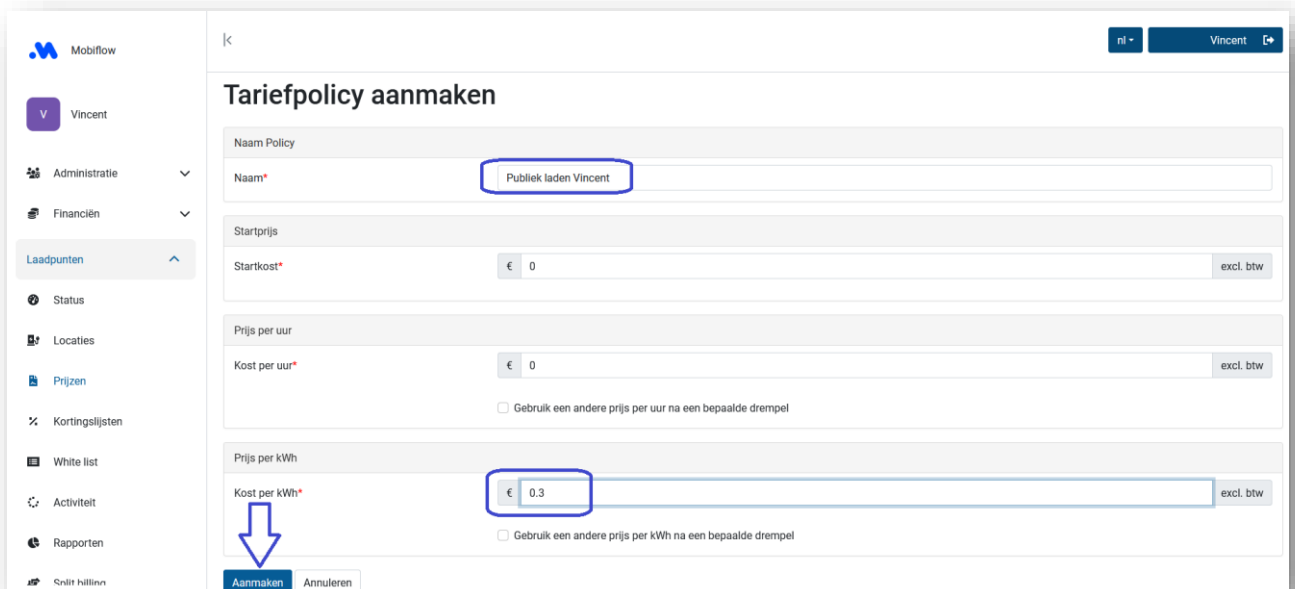 Mobiflow
nl
Vincent
V
Vincent
Administratie
Financiën
Laadpunten
Status
Locaties
Prijzen
Kortingslijsten
White list
Activiteit
Rapporten
Split billing
Tariefpolicy aanmaken
Naam Policy
Naam*
Publiek laden Vincent
Startprijs
Startkost*
€ 0 excl. btw
Prijs per uur
Kost per uur*
€ 0 excl. btw
Gebruik een andere prijs per uur na een bepaalde drempel
Prijs per kWh
Kost per kWh*
€ 0.3 excl. btw
Gebruik een andere prijs per kWh na een bepaalde drempel
Aanmaken
Annuleren